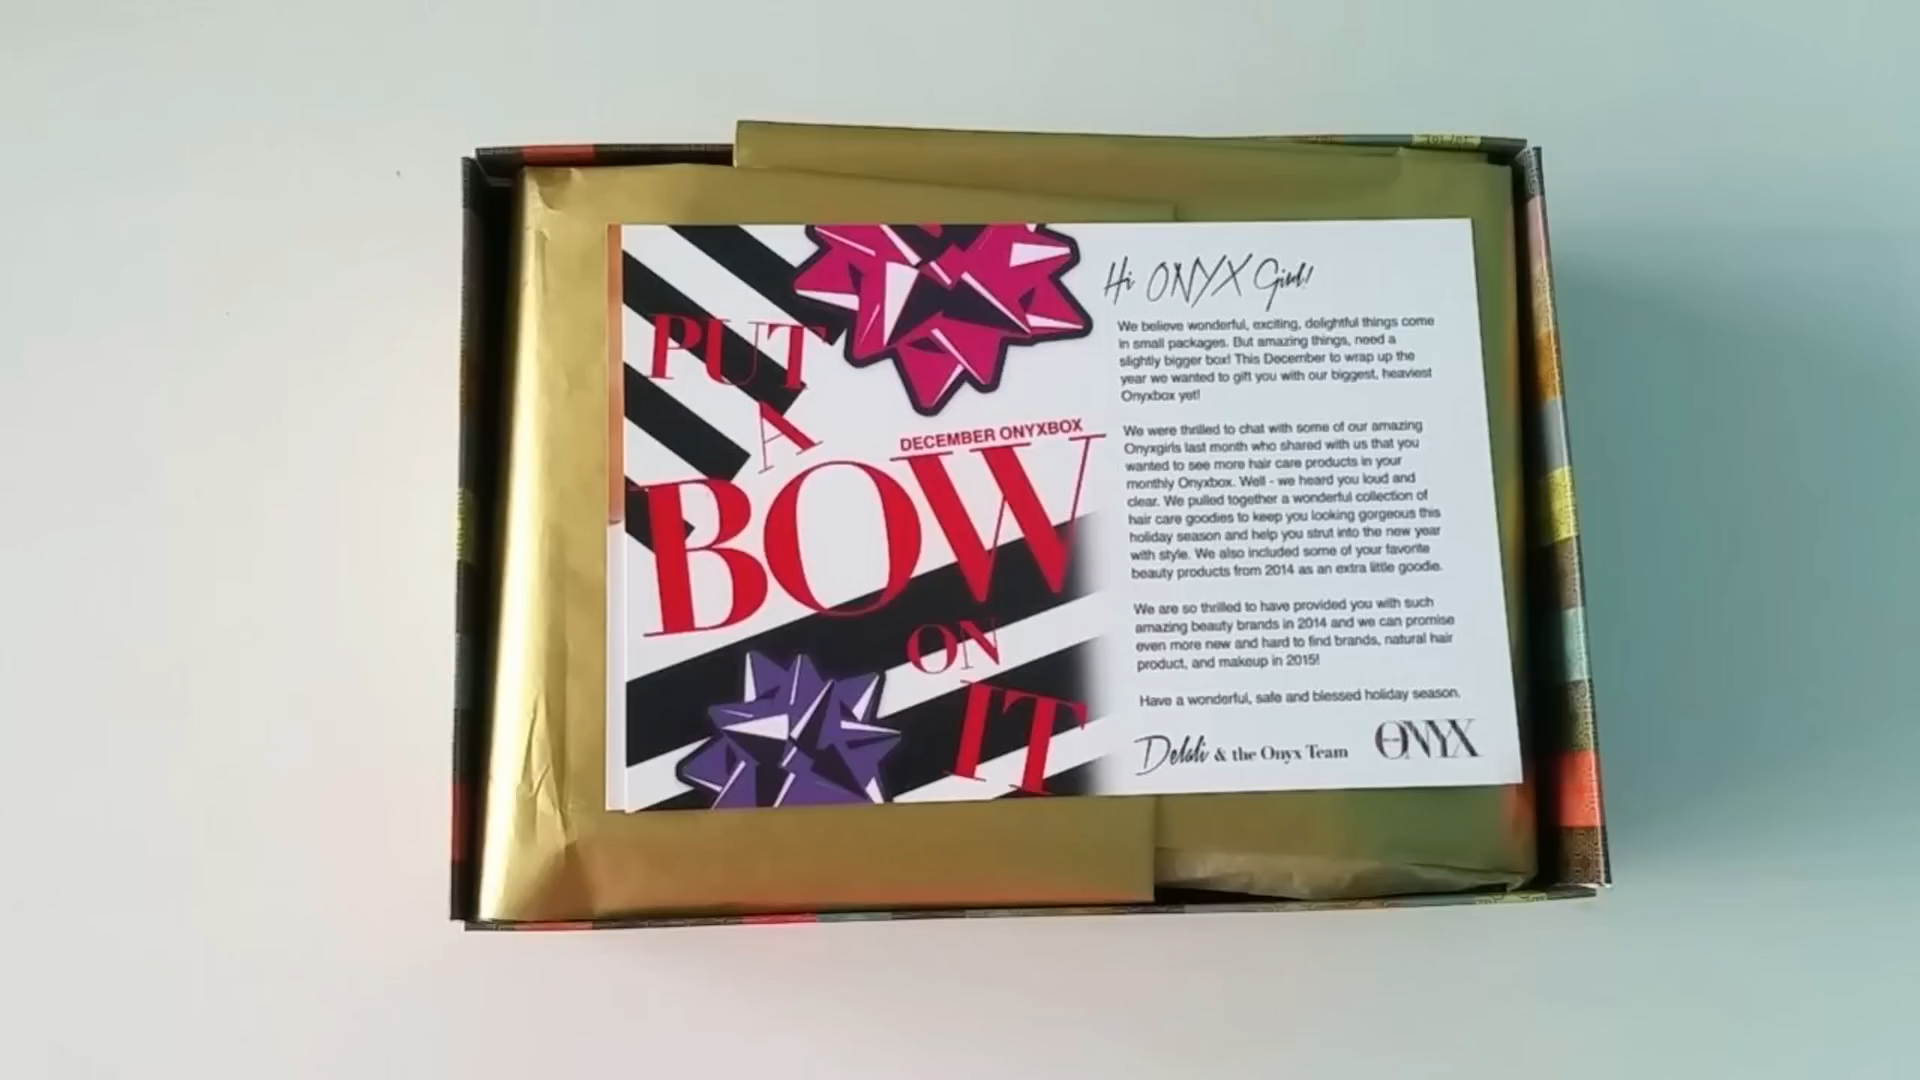 PUT
A
DECEMBER ONYXBOX
BOW
ON
IT
Hi ONYX Girl!
We believe wonderful, exciting, delightful things come
in small packages. But amazing things, need a
slightly bigger box! This December to wrap up the
year we wanted to gift you with our biggest, heaviest
Onyxbox yet!
We were thrilled to chat with some of our amazing
Onyxgirls last month who shared with us that you
wanted to see more hair care products in your
monthly Onyxbox. Well - we heard you loud and
clear. We pulled together a wonderful collection of
hair care goodies to keep you looking gorgeous this
holiday season and help you strut into the new year
with style. We also included some of your favorite
beauty products from 2014 as an extra little goodie.
We are so thrilled to have provided you with such
amazing beauty brands in 2014 and we can promise
even more new and hard to find brands, natural hair
product, and makeup in 2015!
Have a wonderful, safe and blessed holiday season.
Delali & the Onyx Team
ONYX